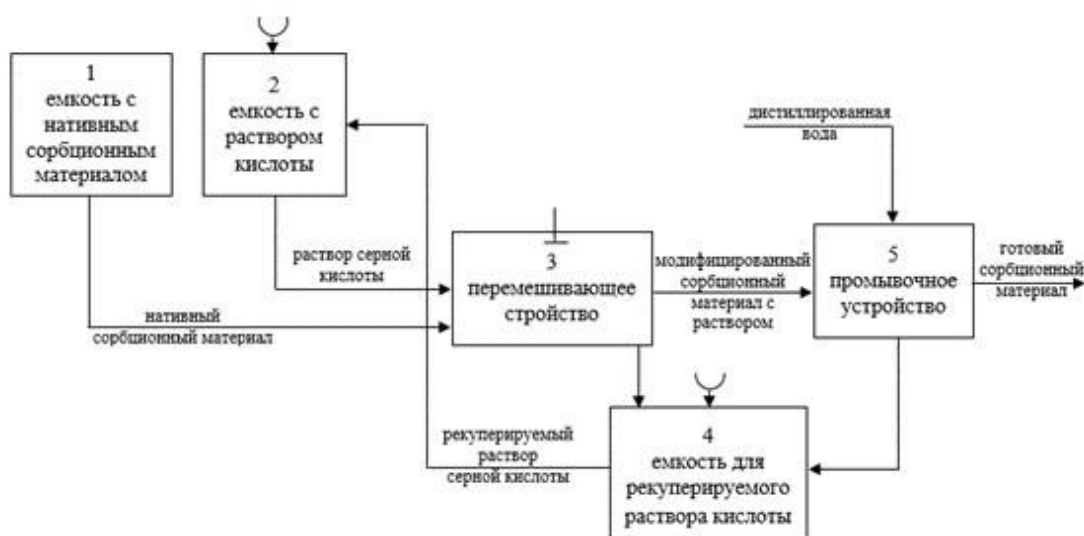 1
емкость с
нативным
сорбционным
материалом
2
емкость с
раствором
кислоты
дистиллированная
вода
раствор серной
кислоты
нативный
сорбционный материал
3
перемешивающее
стройство
модифицированный
сорбционный
материал с
раствором
5
промывочное
устройство
готовый
сорбционный
материал
рекуперируемый
раствор
серной кислоты
4
емкость для
рекуперируемого
раствора кислоты